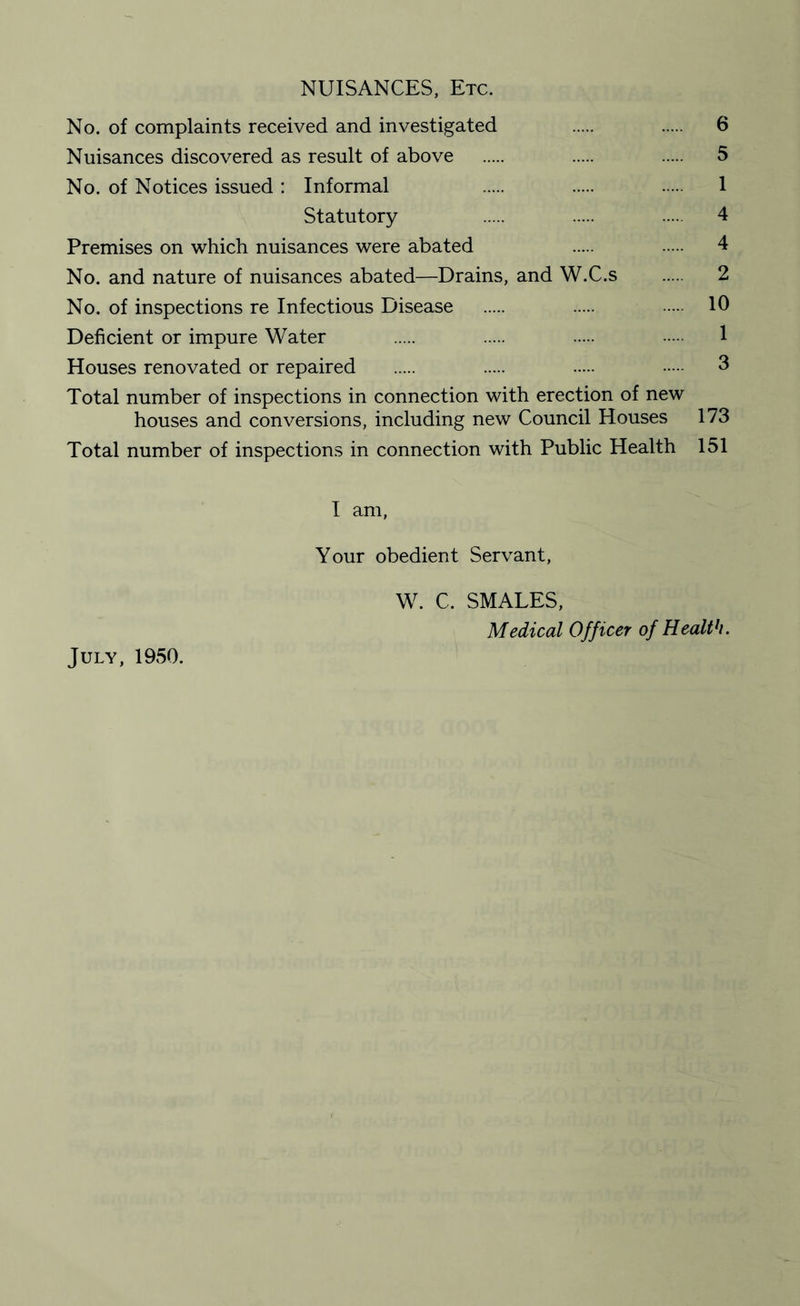 NUISANCES, Etc.
No. of complaints received and investigated ..... ..... 6
Nuisances discovered as result of above ..... ..... ..... 5
No. of Notices issued : Informal ..... ..... ..... 1
Statutory ..... ..... ..... 4
Premises on which nuisances were abated ..... ..... 4
No. and nature of nuisances abated—Drains, and W.C.s ..... 2
No. of inspections re Infectious Disease ..... ..... ..... 10
Deficient or impure Water ..... ..... ..... ..... 1
Houses renovated or repaired ..... ..... ..... ..... 3
Total number of inspections in connection with erection of new
houses and conversions, including new Council Houses 173
Total number of inspections in connection with Public Health 151
I am,
Your obedient Servant,
W. C. SMALES,
Medical Officer of Health.
July, 1950.